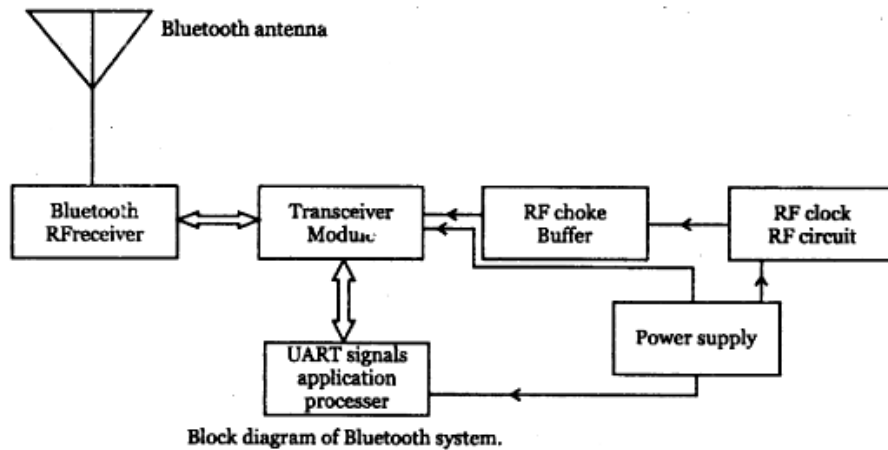 Bluetooth antenna
Bluetooth
RFreceiver
Transceiver
Module
RF choke
Buffer
RF clock
RF circuit
Power supply
UART signals
application
processer
Block diagram of Bluetooth system.